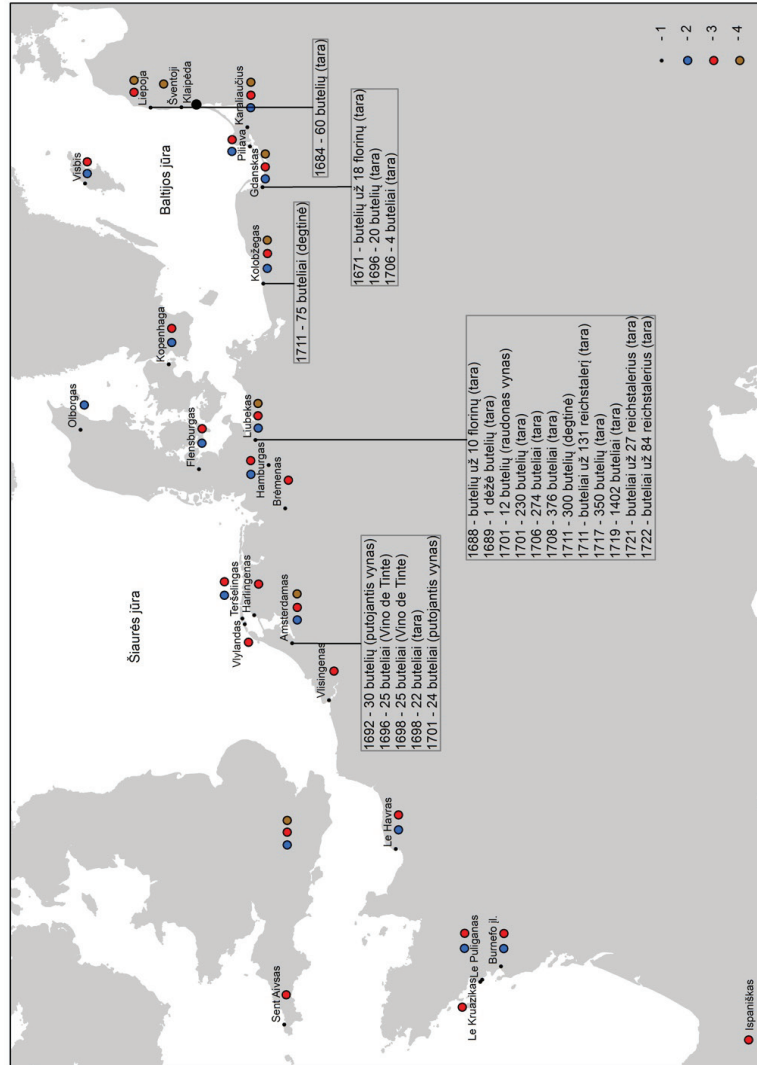 Šiaurės jūra
Baltijos jūra
Olborgas
Visbis
Liepoja
Šventoji
Klaipėda
Karaliaučius
Piliava
Gdanskas
Kolobžegas
Kopenhaga
Flensburgas
Liubekas
Hamburgas
Brėmenas
Teršelingas
Harlingenas
Vlylandas
Amsterdamas
Vlisingenas
Le Havras
Sent Aivsas
Le Puliganas
Le Kruazikas
Burnefo įl.
Ispaniškas
1684 - 60 butelių (tara)
1671 - butelių už 18 florinų (tara)
1696 - 20 butelių (tara)
1706 - 4 buteliai (tara)
1711 - 75 buteliai (degtinė)
1688 - butelių už 10 florinų (tara)
1689 - 1 dėžė butelių (tara)
1701 - 12 butelių (raudonas vynas)
1701 - 230 butelių (tara)
1706 - 274 buteliai (tara)
1708 - 376 buteliai (tara)
1711 - 300 butelių (degtinė)
1711 - buteliai už 131 reichstalerį (tara)
1717 - 350 butelių (tara)
1719 - 1402 buteliai (tara)
1721 - buteliai už 27 reichstalerius (tara)
1722 - buteliai už 84 reichstalerius (tara)
1692 - 30 butelių (putojantis vynas)
1696 - 25 buteliai (Vino de Tinte)
1698 - 25 buteliai (Vino de Tinte)
1698 - 22 buteliai (tara)
1701 - 24 buteliai (putojantis vynas)
- 1
- 2
- 3
- 4